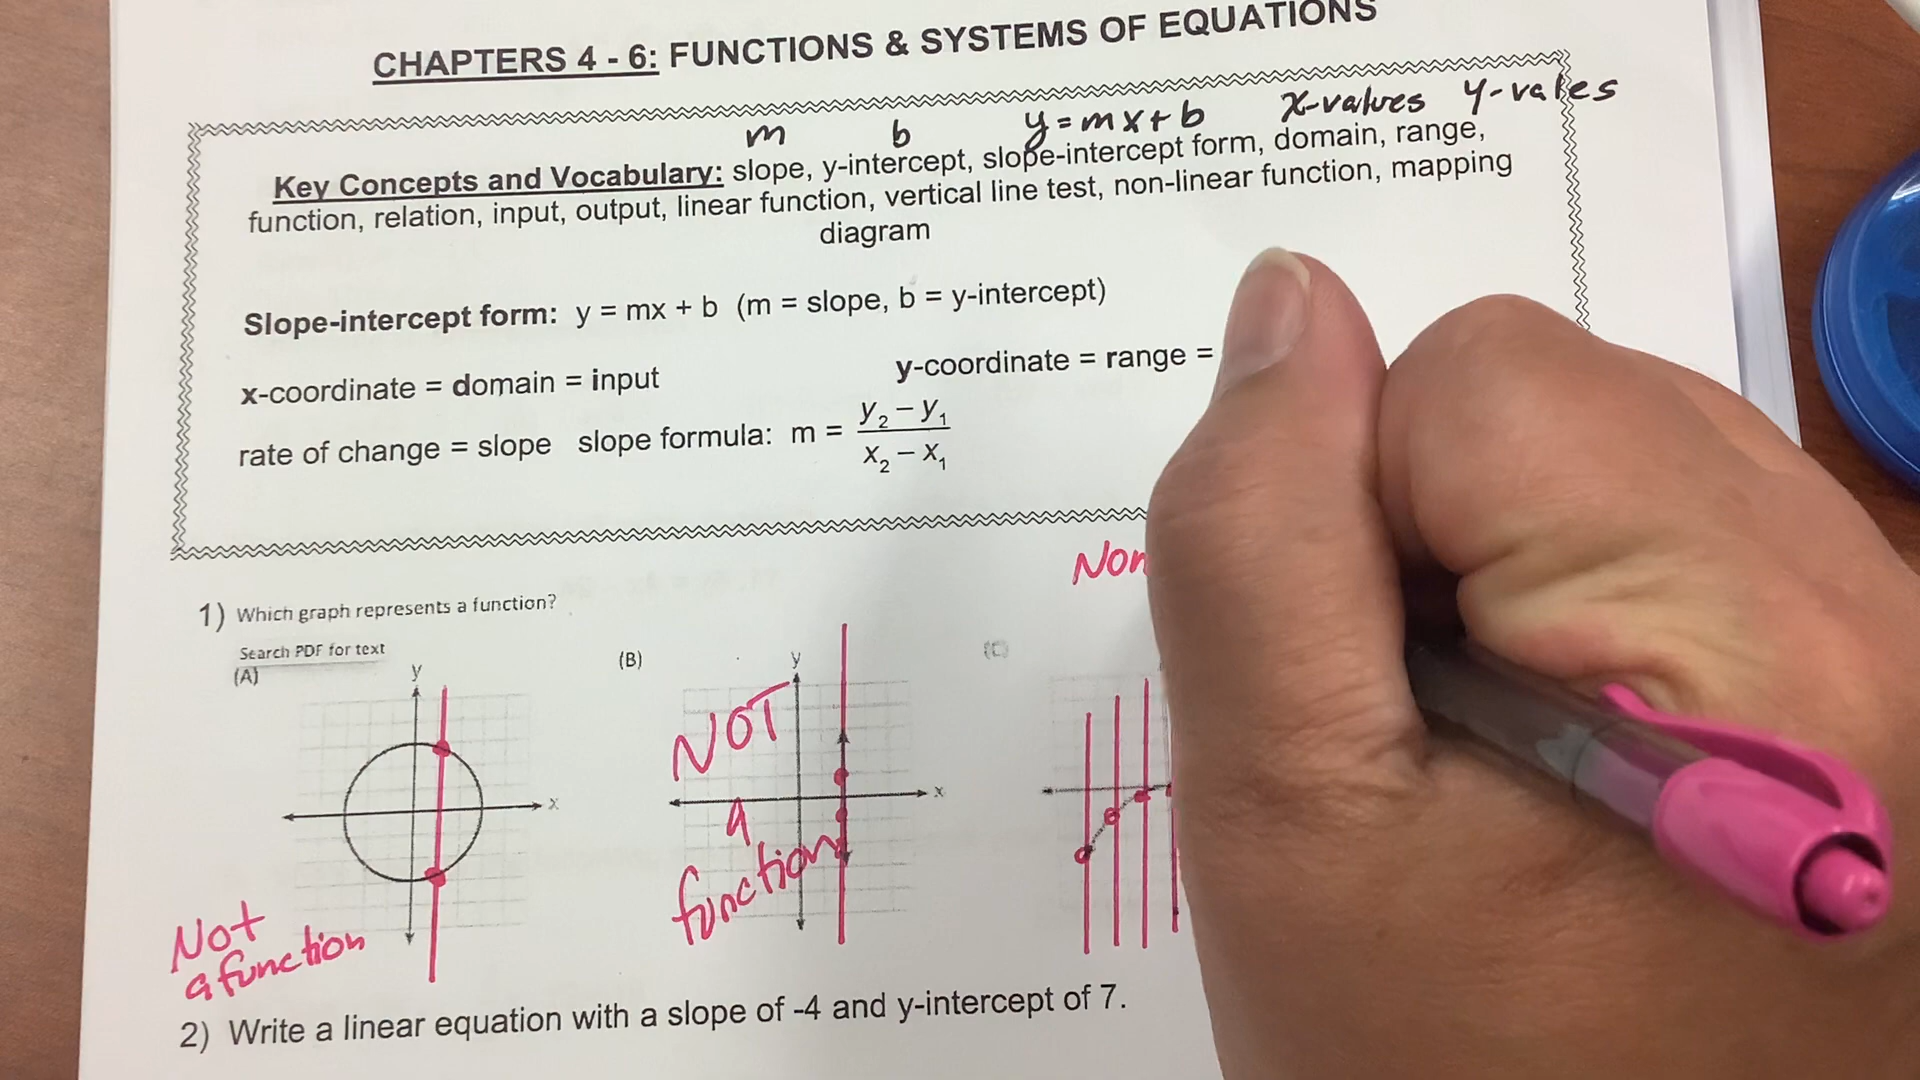 CHAPTERS 4 - 6: FUNCTIONS & SYSTEMS OF EQUATIONS
m b y=mx+b x-values y-vales
Key Concepts and Vocabulary: slope, y-intercept, slope-intercept form, domain, range,
function, relation, input, output, linear function, vertical line test, non-linear function, mapping
diagram
Slope-intercept form: y = mx + b (m = slope, b = y-intercept)
x-coordinate = domain = input y-coordinate = range =
rate of change = slope slope formula: m = y₂ – y₁
x₂ – x₁
Non
1) Which graph represents a function?
Search PDF for text
(A) (B) (C)
y y
x x
NOT
a
function
Not
a function
2) Write a linear equation with a slope of -4 and y-intercept of 7.